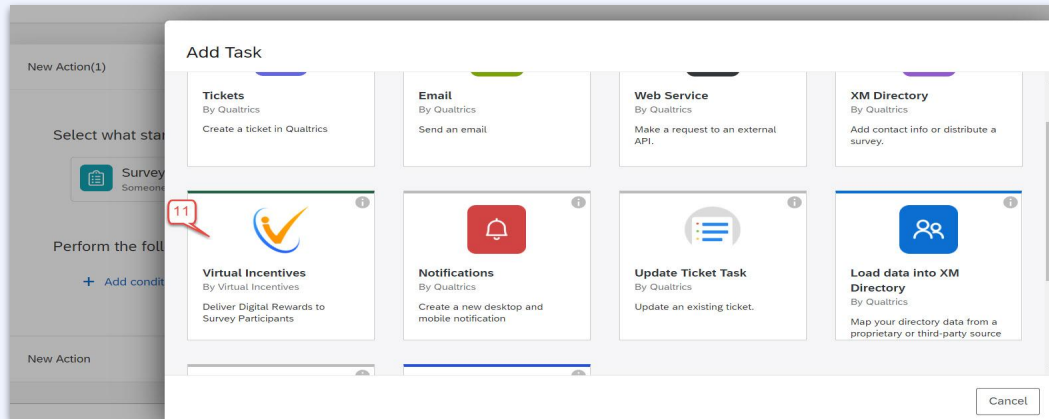 Add Task
New Action(1)
Select what star
Survey
Someone
Perform the foll
+ Add condit
New Action
Tickets
By Qualtrics
Create a ticket in Qualtrics
Email
By Qualtrics
Send an email
Web Service
By Qualtrics
Make a request to an external
API.
XM Directory
By Qualtrics
Add contact info or distribute a
survey.
11
Virtual Incentives
By Virtual Incentives
Deliver Digital Rewards to
Survey Participants
Notifications
By Qualtrics
Create a new desktop and
mobile notification
Update Ticket Task
By Qualtrics
Update an existing ticket.
Load data into XM
Directory
By Qualtrics
Map your directory data from a
proprietary or third-party source
Cancel